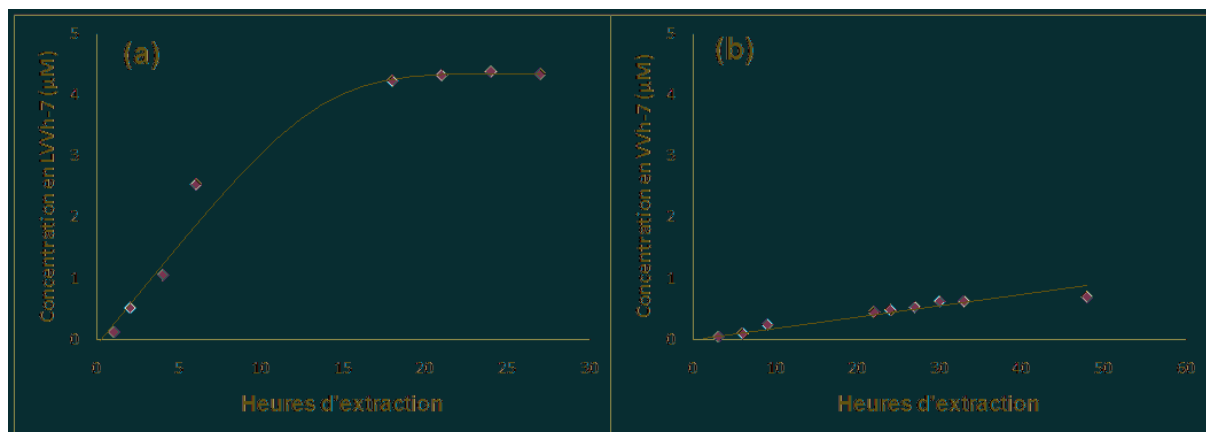 (a)
Concentration en LVVh-7 (µM)
5
4
3
2
1
0
0 5 10 15 20 25 30
Heures d'extraction
(b)
Concentration en VVh-7 (µM)
5
4
3
2
1
0
0 10 20 30 40 50 60
Heures d'extraction